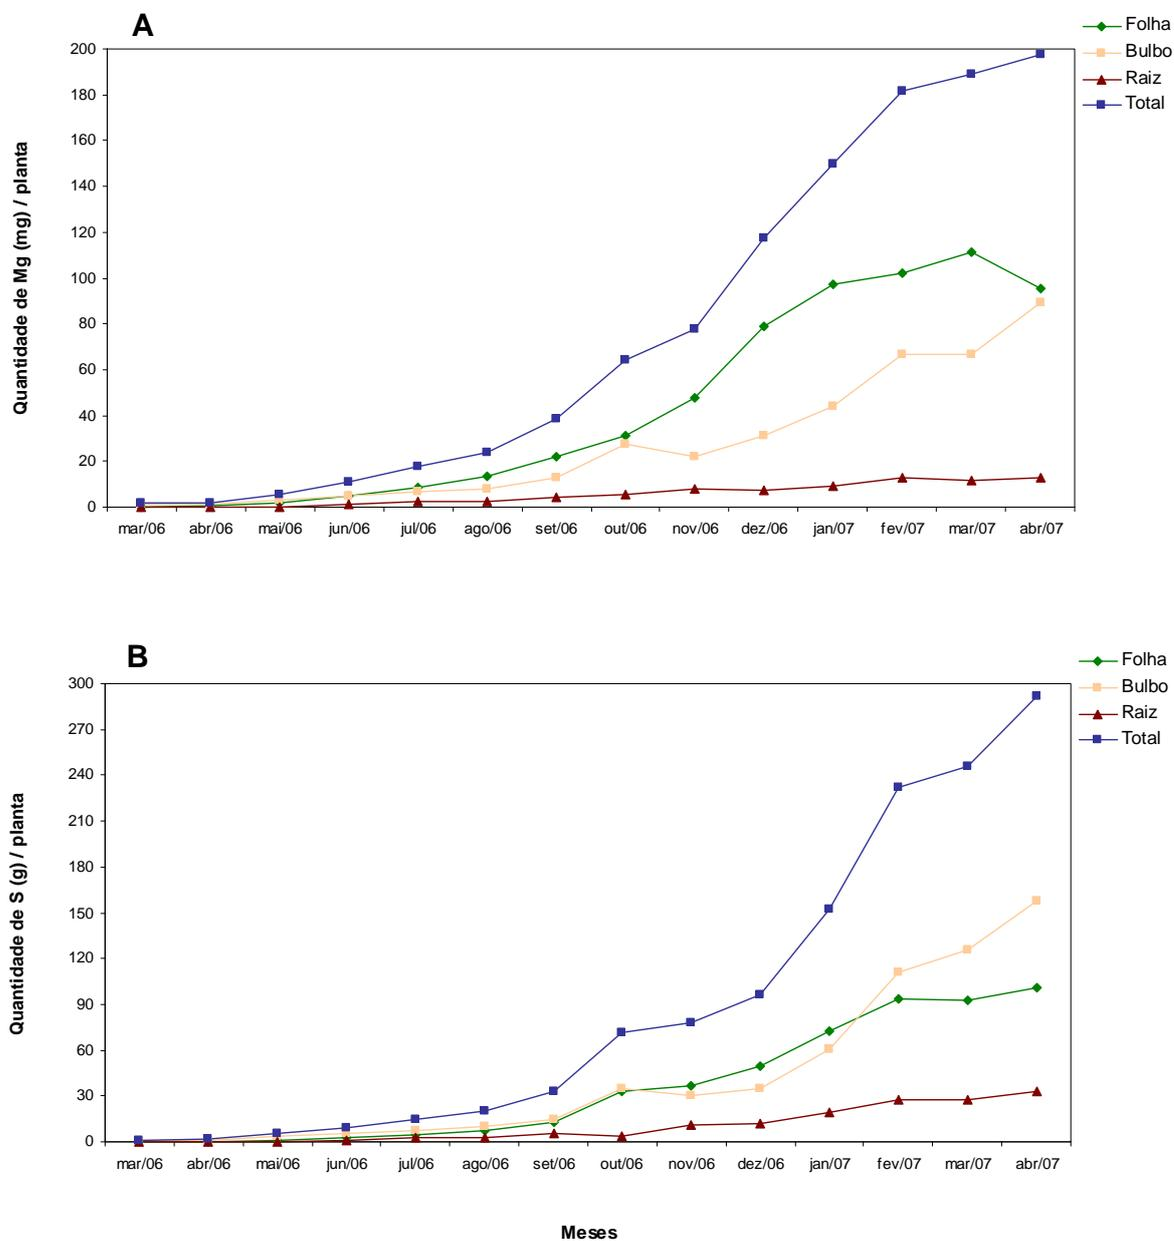 A
Folha
Bulbo
Raiz
Total
Quantidade de Mg (mg) / planta
200
180
160
140
120
100
80
60
40
20
0
mar/06 abr/06 mai/06 jun/06 jul/06 ago/06 set/06 out/06 nov/06 dez/06 jan/07 fev/07 mar/07 abr/07
B
Folha
Bulbo
Raiz
Total
Quantidade de S (g) / planta
300
270
240
210
180
150
120
90
60
30
0
mar/06 abr/06 mai/06 jun/06 jul/06 ago/06 set/06 out/06 nov/06 dez/06 jan/07 fev/07 mar/07 abr/07
Meses